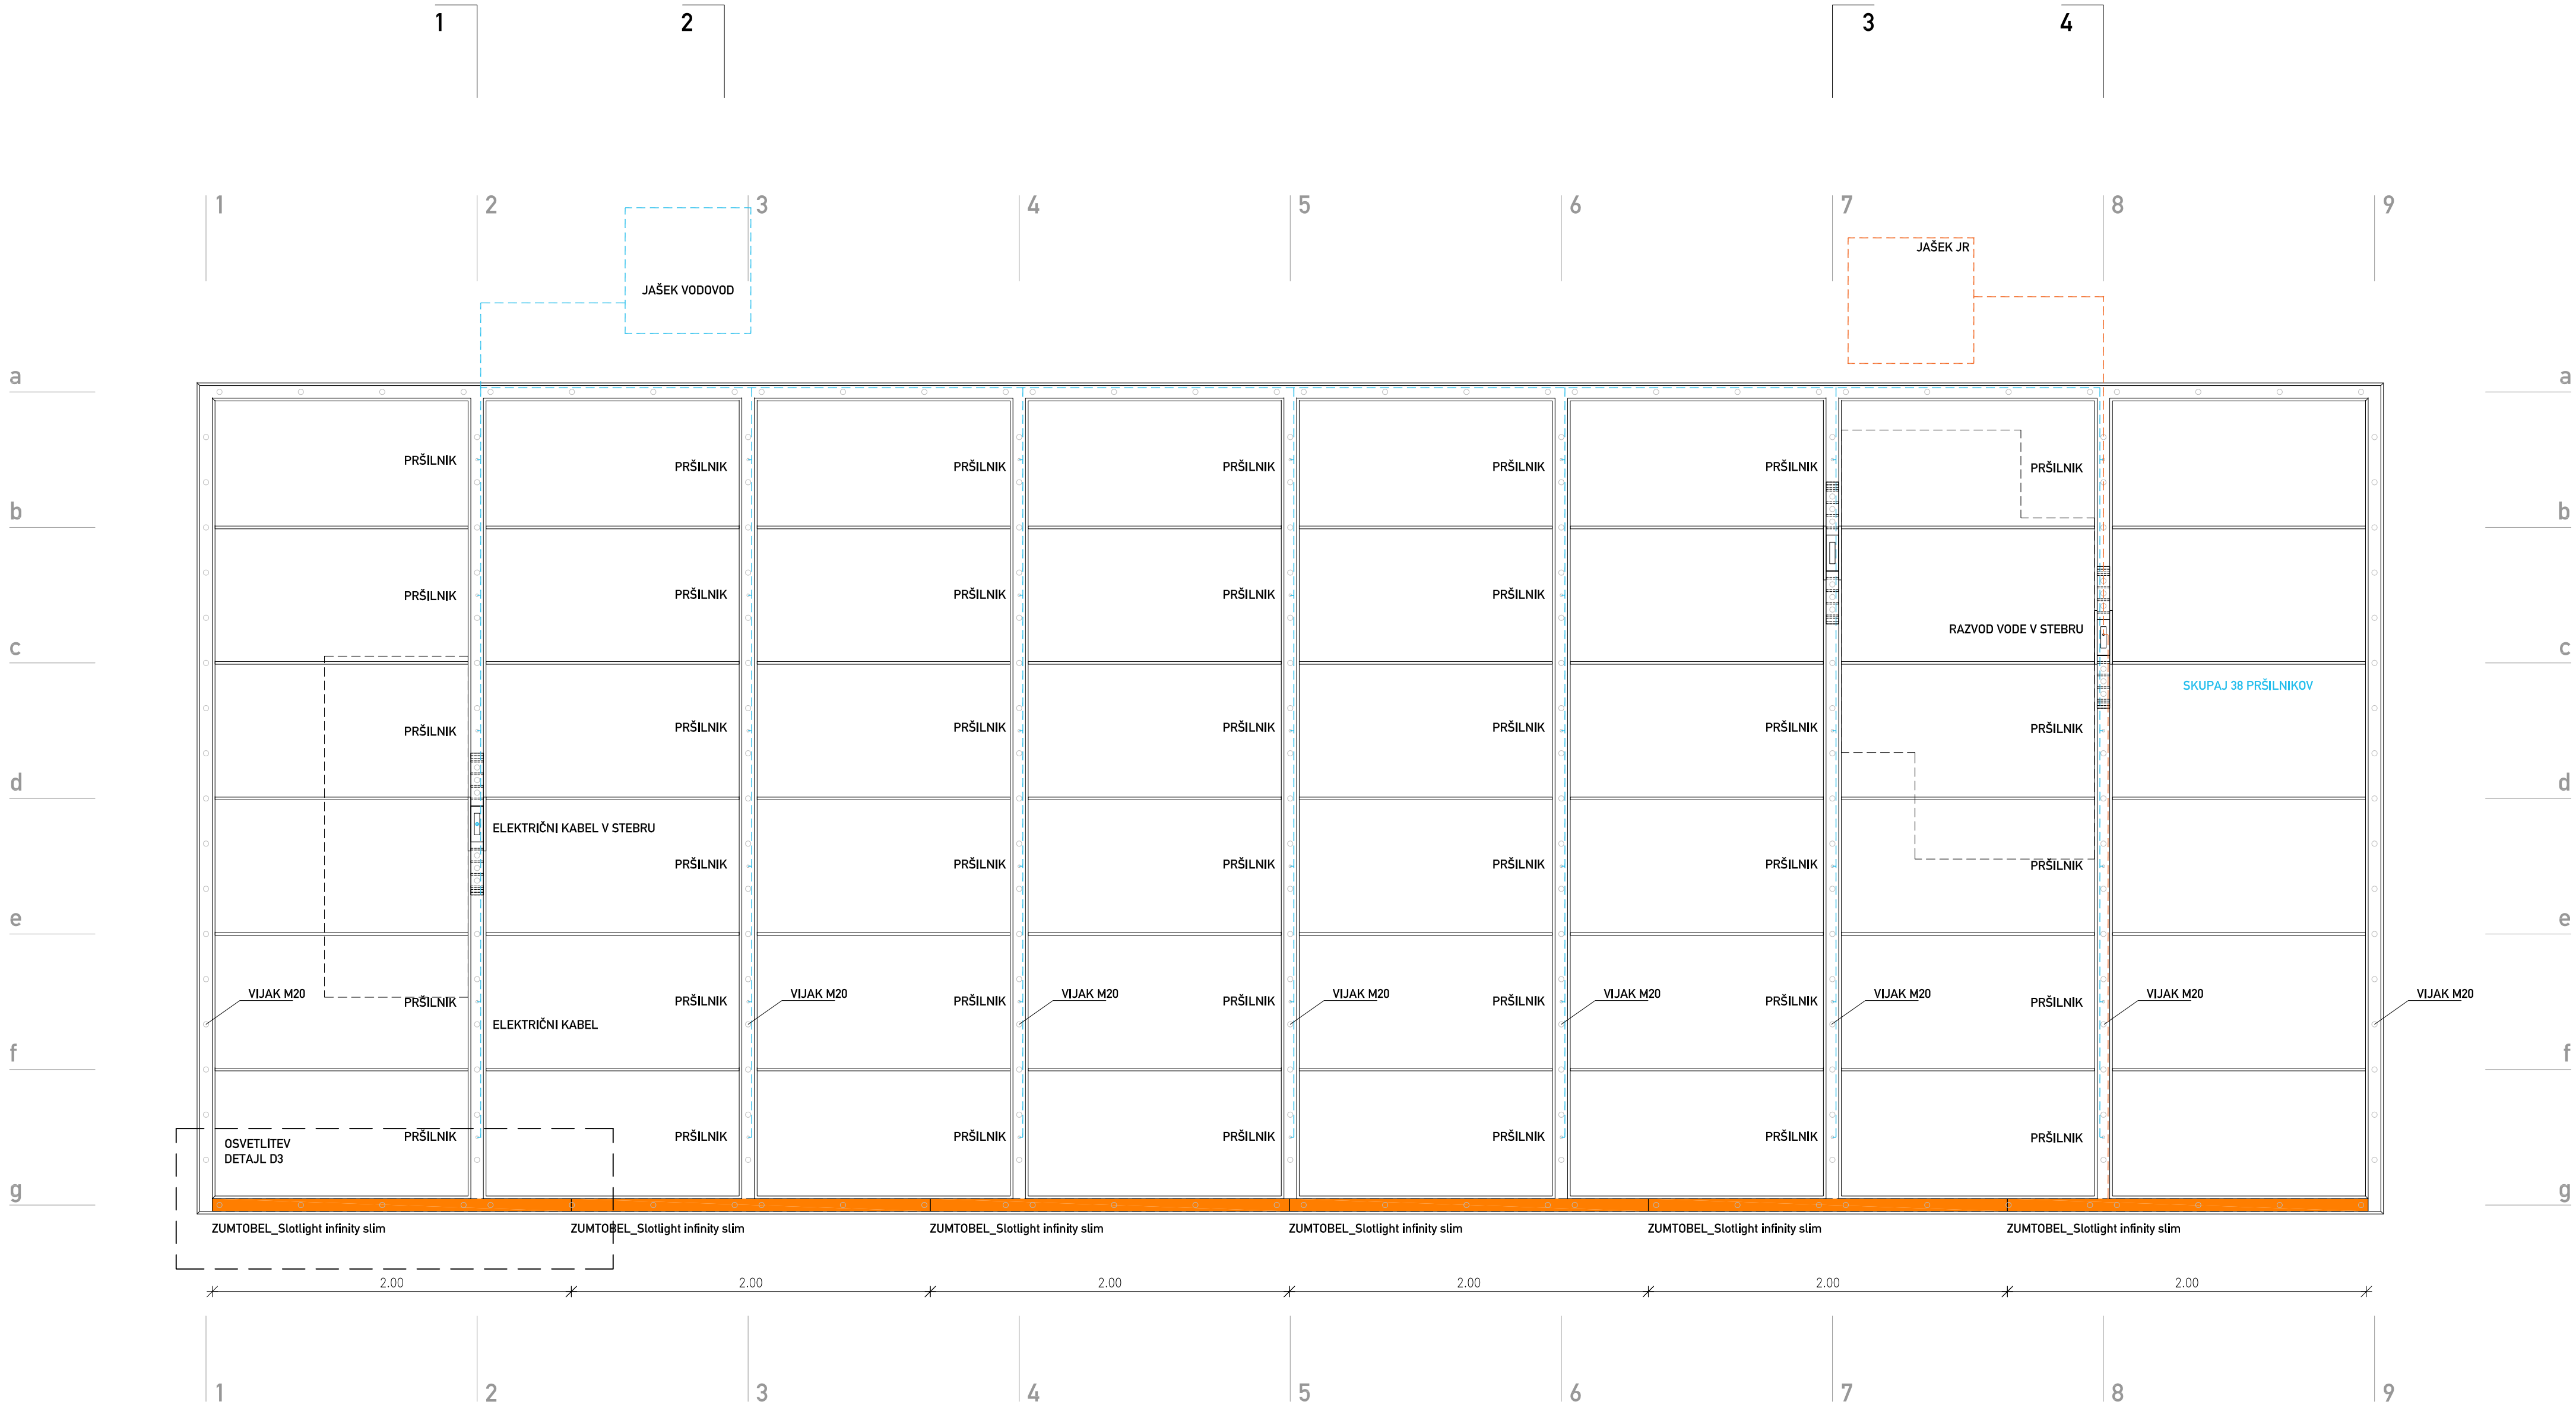 1 2 3 4
1 2 3 4 5 6 7 8 9
JAŠEK JR
JAŠEK VODOVOD
a a
PRŠILNIK PRŠILNIK PRŠILNIK PRŠILNIK PRŠILNIK PRŠILNIK PRŠILNIK
b b
PRŠILNIK PRŠILNIK PRŠILNIK PRŠILNIK PRŠILNIK
RAZVOD VODE V STEBRU
c c
SKUPAJ 38 PRŠILNIKOV
PRŠILNIK PRŠILNIK PRŠILNIK PRŠILNIK PRŠILNIK PRŠILNIK PRŠILNIK
d d
ELEKTRIČNI KABEL V STEBRU
PRŠILNIK PRŠILNIK PRŠILNIK PRŠILNIK PRŠILNIK PRŠILNIK
e e
VIJAK M20 VIJAK M20 VIJAK M20 VIJAK M20 VIJAK M20 VIJAK M20 VIJAK M20 VIJAK M20
PRŠILNIK PRŠILNIK PRŠILNIK PRŠILNIK PRŠILNIK PRŠILNIK PRŠILNIK
ELEKTRIČNI KABEL
f f
PRŠILNIK PRŠILNIK PRŠILNIK PRŠILNIK PRŠILNIK PRŠILNIK PRŠILNIK
OSVETLITEV
DETAJL D3
g g
ZUMTOBEL_Slotlight infinity slim ZUMTOBEL_Slotlight infinity slim ZUMTOBEL_Slotlight infinity slim ZUMTOBEL_Slotlight infinity slim ZUMTOBEL_Slotlight infinity slim ZUMTOBEL_Slotlight infinity slim
2.00 2.00 2.00 2.00 2.00 2.00
1 2 3 4 5 6 7 8 9